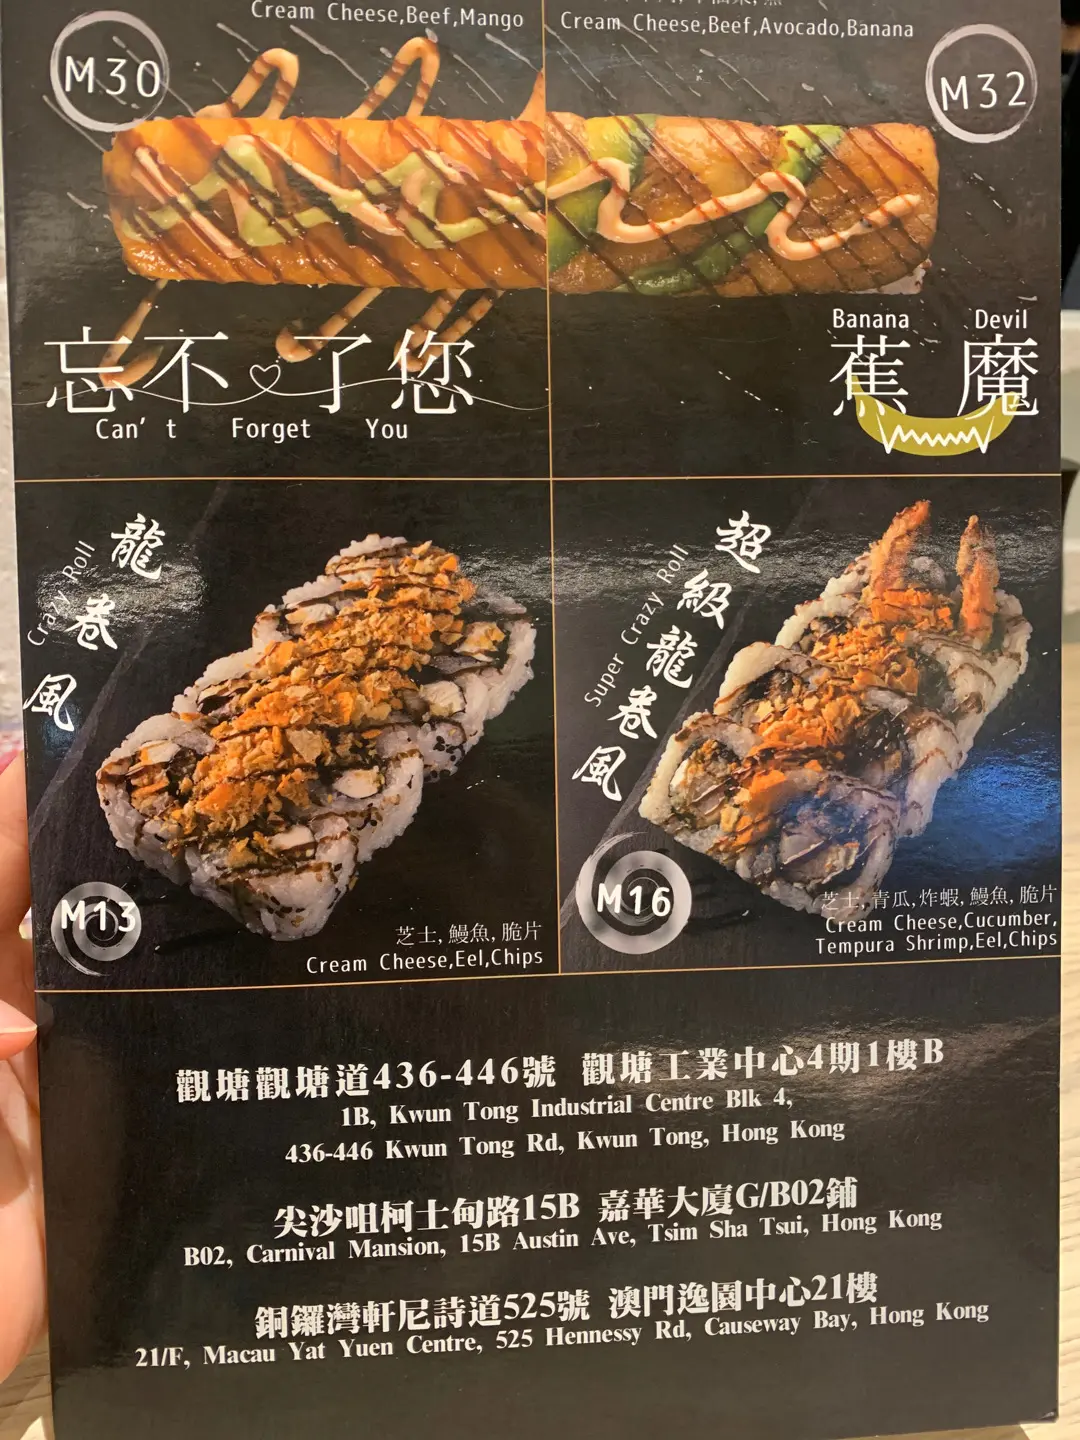 Cream Cheese,Beef,Mango
M30
忘不了您
Can't Forget You
Cream Cheese,Beef,Avocado,Banana
M32
Banana Devil
蕉魔
龍卷風
Crazy Roll
M13
芝士,鰻魚,脆片
Cream Cheese,Eel,Chips
超級龍卷風
Super Crazy Roll
M16
芝士,青瓜,炸蝦,鰻魚,脆片
Cream Cheese,Cucumber,
Tempura Shrimp,Eel,Chips
觀塘觀塘道436-446號 觀塘工業中心4期1樓B
1B, Kwun Tong Industrial Centre Blk 4,
436-446 Kwun Tong Rd, Kwun Tong, Hong Kong
尖沙咀柯士甸路15B 嘉華大廈G/B02鋪
B02, Carnival Mansion, 15B Austin Ave, Tsim Sha Tsui, Hong Kong
銅鑼灣軒尼詩道525號 澳門逸園中心21樓
21/F, Macau Yat Yuen Centre, 525 Hennessy Rd, Causeway Bay, Hong Kong